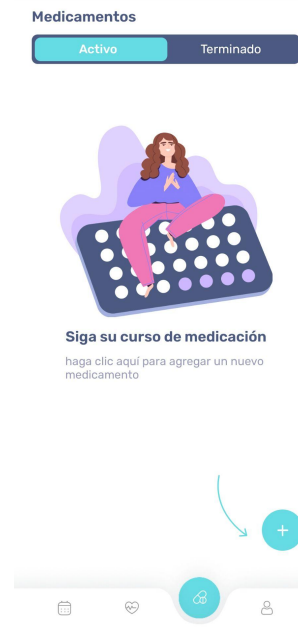 Medicamentos
Activo
Terminado
Siga su curso de medicación
haga clic aquí para agregar un nuevo
medicamento
+